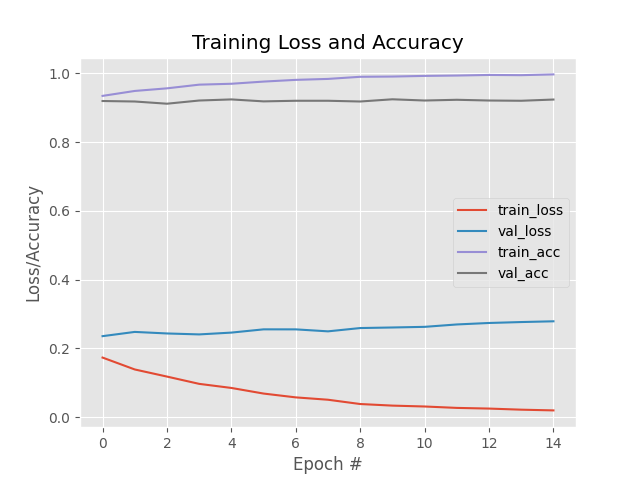 Training Loss and Accuracy
1.0
0.8
0.6
0.4
0.2
0.0
Loss/Accuracy
train_loss
val_loss
train_acc
val_acc
0 2 4 6 8 10 12 14
Epoch #